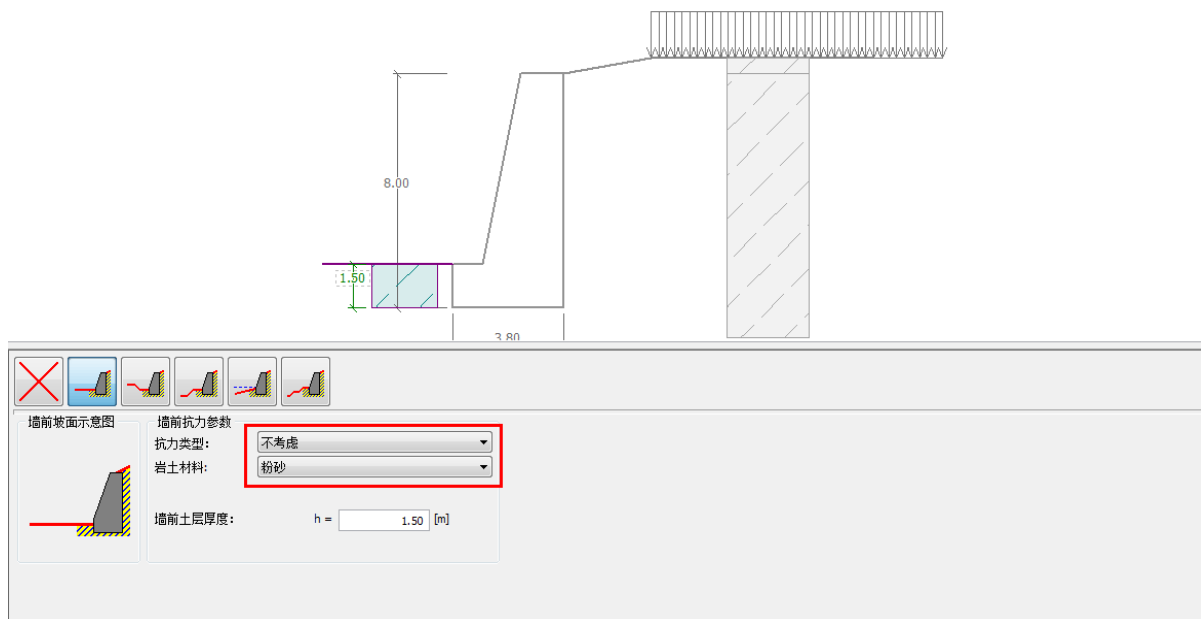 8.00
1.50
3.80
墙前坡面示意图
墙前抗力参数
抗力类型:
不考虑
岩土材料:
粉砂
墙前土层厚度:
h =
1.50
[m]